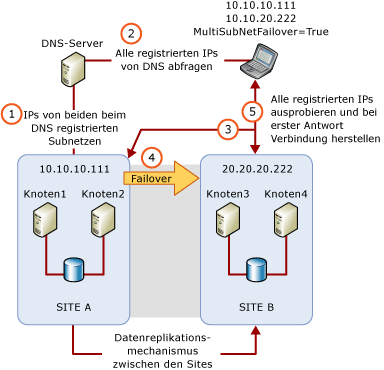 10.10.10.111
10.10.20.222
MultiSubNetFailover=True
DNS-Server
2
Alle registrierten IPs
von DNS abfragen
1
IPs von beiden beim
DNS registrierten
Subnetzen
5
Alle registrierten IPs
ausprobieren und bei
erster Antwort
Verbindung herstellen
3
4
Failover
10.10.10.111
Knoten1
Knoten2
SITE A
20.20.20.222
Knoten3
Knoten4
SITE B
Datenreplikations-
mechanismus
zwischen den Sites